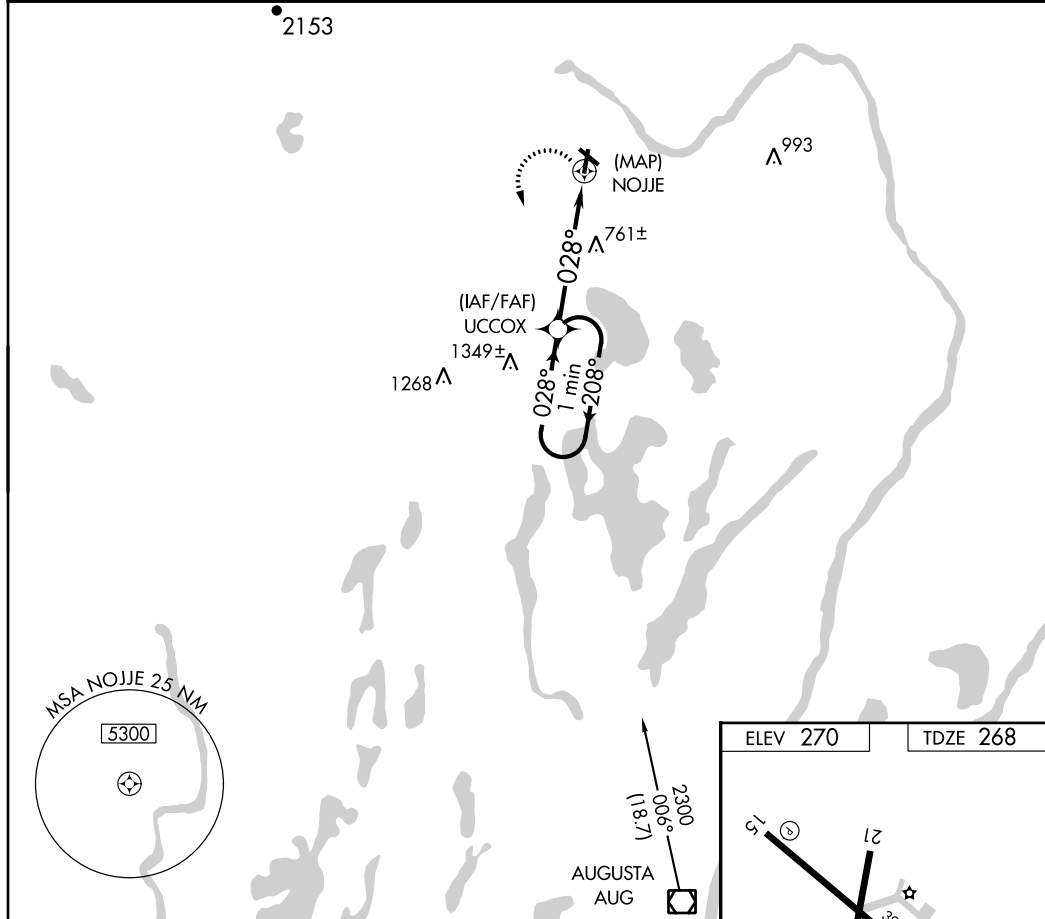 2153
993
(MAP)
NOJJE
761±
028°
(IAF/FAF)
UCCOX
1349±
1268
028°
1 min
208°
MSA NOJJE 25 NM
5300
2300
006°
(18.7)
AUGUSTA
AUG
ELEV 270
TDZE 268
15
P
21